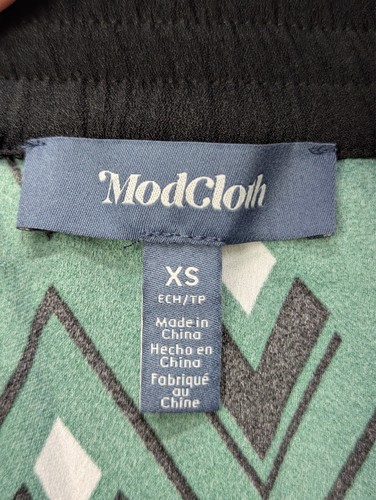 ModCloth
XS
ECH/TP
Made in
China
Hecho en
China
Fabriqué
au
Chine